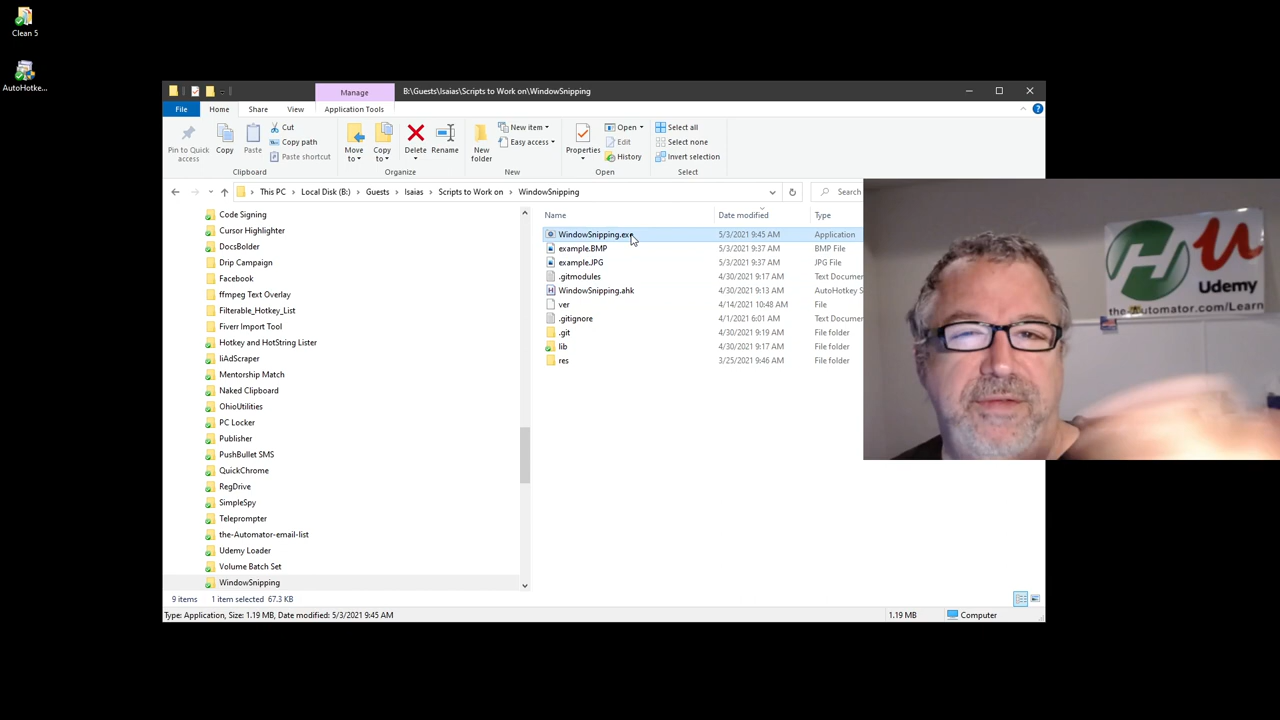 Clean 5
AutoHotke...
Manage
B:\Guests\Isaias\Scripts to Work on\WindowSnipping
File
Home
Share
View
Application Tools
Pin to Quick
access
Copy
Paste
Cut
Copy path
Paste shortcut
Clipboard
Move
to
Copy
to
Delete
Rename
Organize
New
folder
New item
Easy access
New
Properties
Open
Edit
History
Open
Select all
Select none
Invert selection
Select
This PC > Local Disk (B:) > Guests > Isaias > Scripts to Work on > WindowSnipping
Search
Code Signing
Cursor Highlighter
DocsBolder
Drip Campaign
Facebook
ffmpeg Text Overlay
Filterable_Hotkey_List
Fiverr Import Tool
Hotkey and HotString Lister
liAdScraper
Mentorship Match
Naked Clipboard
OhioUtilities
PC Locker
Publisher
PushBullet SMS
QuickChrome
RegDrive
SimpleSpy
Teleprompter
the-Automator-email-list
Udemy Loader
Volume Batch Set
WindowSnipping
Name Date modified Type
WindowSnipping.exe 5/3/2021 9:45 AM Application
example.BMP 5/3/2021 9:37 AM BMP File
example.JPG 5/3/2021 9:37 AM JPG File
.gitmodules 4/30/2021 9:17 AM Text Docume
WindowSnipping.ahk 4/30/2021 9:13 AM AutoHotkey S
ver 4/14/2021 10:48 AM File
.gitignore 4/1/2021 6:01 AM Text Docume
.git 4/30/2021 9:19 AM File folder
lib 4/30/2021 9:17 AM File folder
res 3/25/2021 9:46 AM File folder
H
u
Udemy
the-Automator.com/Learn
9 items 1 item selected 67.3 KB
Type: Application, Size: 1.19 MB, Date modified: 5/3/2021 9:45 AM
1.19 MB
Computer